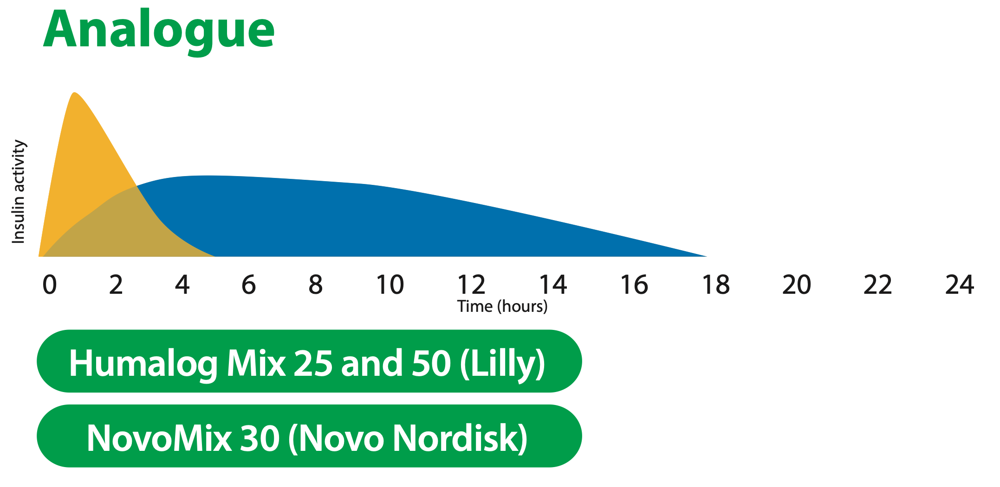 Analogue
Insulin activity
0 2 4 6 8 10 12 14 16 18 20 22 24
Time (hours)
Humalog Mix 25 and 50 (Lilly)
NovoMix 30 (Novo Nordisk)